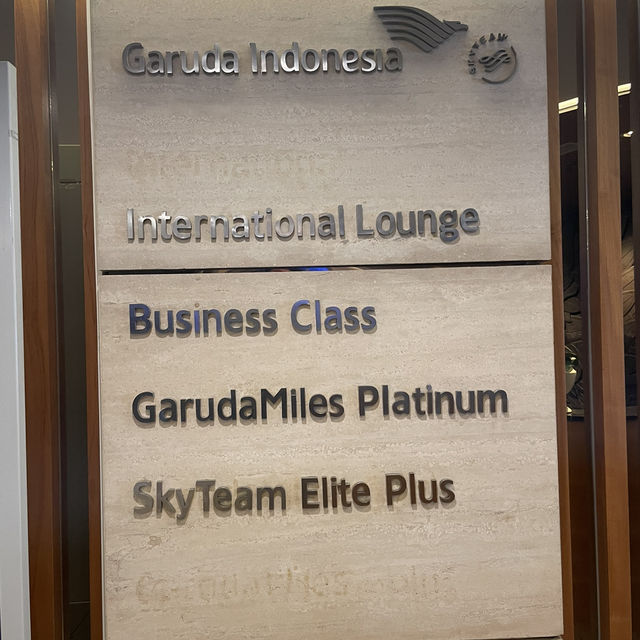 Garuda Indonesia
International Lounge
Business Class
GarudaMiles Platinum
SkyTeam Elite Plus